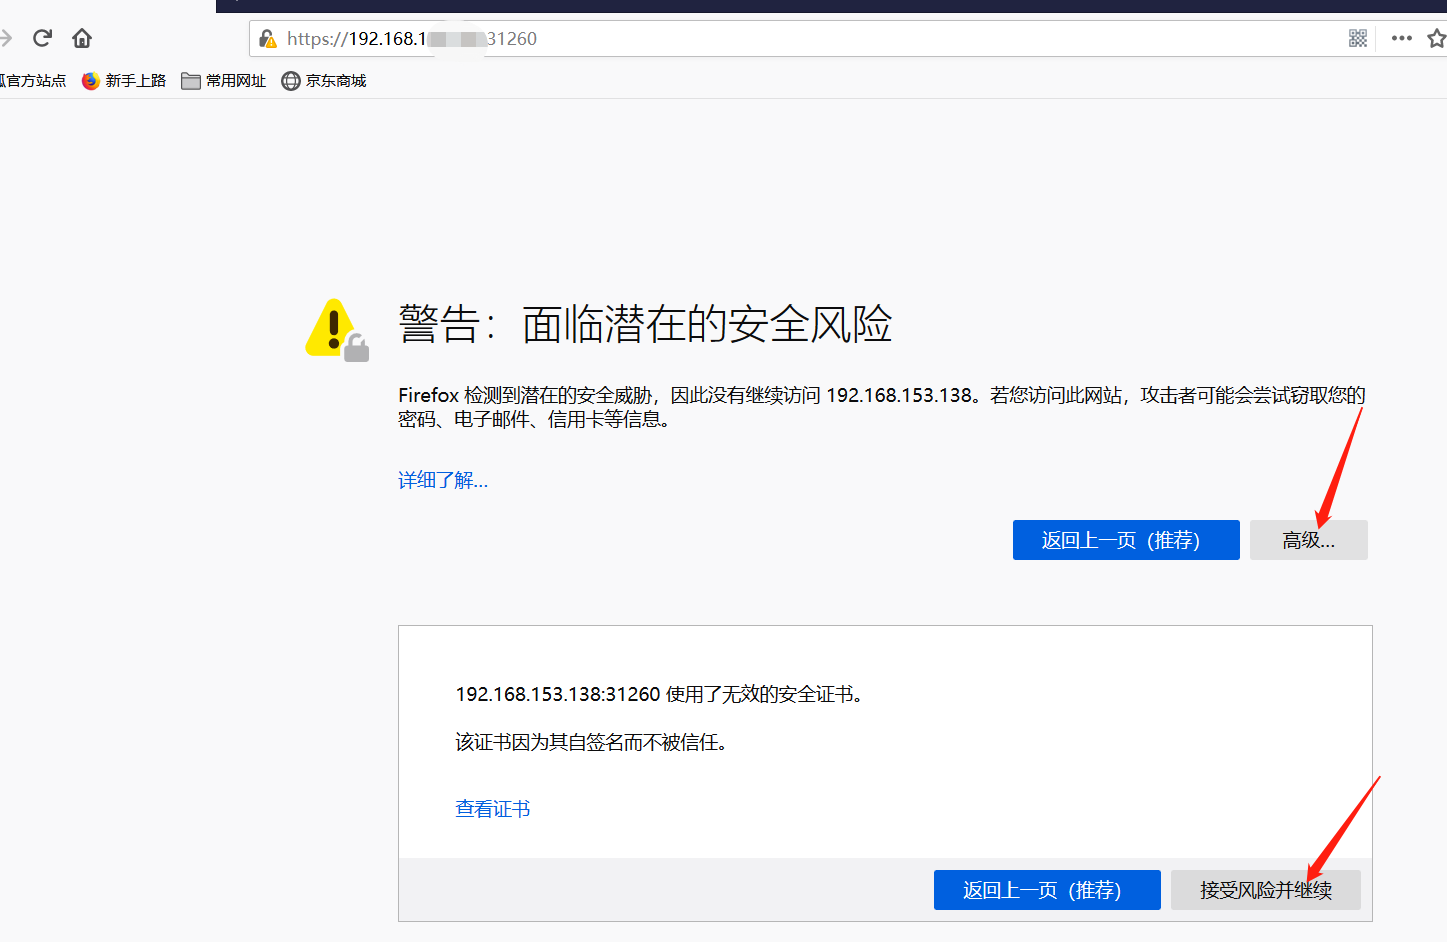 https://192.168.1 31260
官方站点 新手上路 常用网址 京东商城
警告：面临潜在的安全风险
Firefox 检测到潜在的安全威胁，因此没有继续访问 192.168.153.138。若您访问此网站，攻击者可能会尝试窃取您的
密码、电子邮件、信用卡等信息。
详细了解...
返回上一页（推荐） 高级...
192.168.153.138:31260 使用了无效的安全证书。
该证书因为其自签名而不被信任。
查看证书
返回上一页（推荐） 接受风险并继续